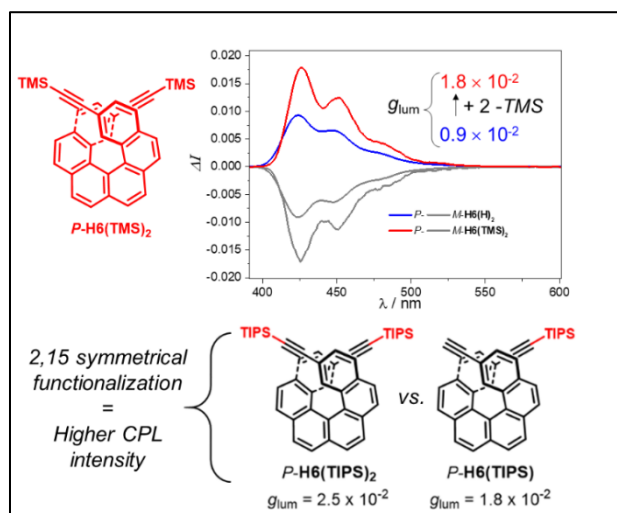 TMS
TMS
P-H6(TMS)₂
0.020
0.015
0.010
0.005
0.000
-0.005
-0.010
-0.015
-0.020
ΔI
400
450
500
550
600
λ / nm
g_lum
1.8 × 10⁻²
↑ + 2 -TMS
0.9 × 10⁻²
P- — M-H6(H)₂
P- — M-H6(TMS)₂
2,15 symmetrical
functionalization
=
Higher CPL
intensity
TIPS
TIPS
P-H6(TIPS)₂
g_lum = 2.5 x 10⁻²
vs.
TIPS
P-H6(TIPS)
g_lum = 1.8 x 10⁻²